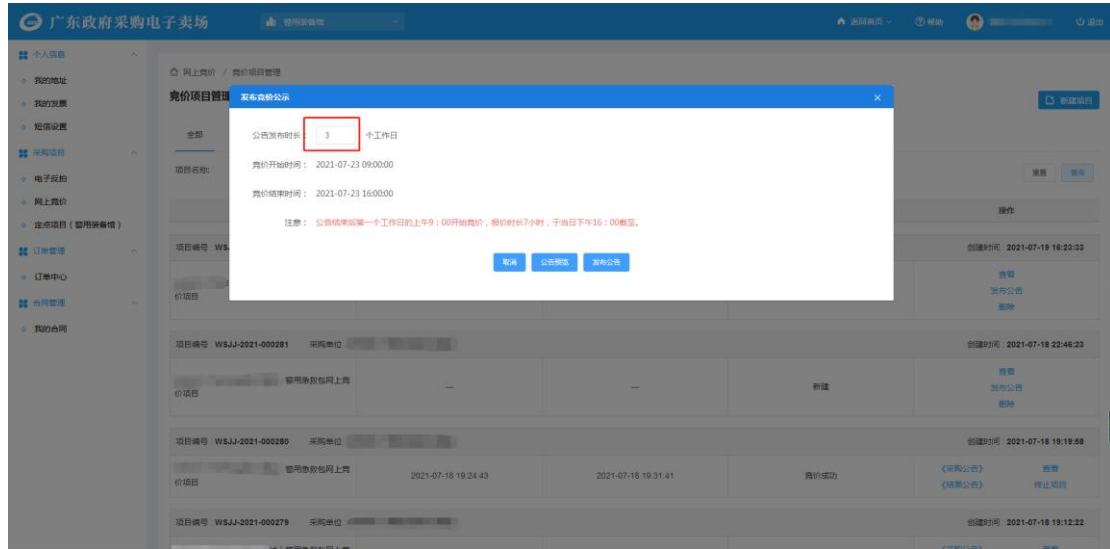 广东政府采购电子卖场
警用装备馆
返回首页
帮助
退出
个人信息
我的地址
我的发票
短信设置
采购项目
电子反拍
网上竞价
定点项目（警用装备馆）
订单管理
订单中心
合同管理
我的合同
网上竞价 / 竞价项目管理
竞价项目管理
新建项目
全部
项目名称:
重置
查询
操作
发布竞价公示
×
公告发布时长： 3 个工作日
竞价开始时间： 2021-07-23 09:00:00
竞价结束时间： 2021-07-23 16:00:00
注意： 公告结束后第一个工作日的上午9：00开始竞价，报价时长7小时，于当日下午16：00截至。
取消 公告预览 发布公告
项目编号 WS
创建时间：2021-07-19 16:23:33
价项目
查看
发布公告
删除
项目编号 WSJJ-2021-000281 采购单位
创建时间：2021-07-18 22:46:23
警用急救包网上竞
价项目
---
---
新建
查看
发布公告
删除
项目编号 WSJJ-2021-000280 采购单位
创建时间：2021-07-18 19:19:58
警用急救包网上竞
价项目
2021-07-18 19:24:43
2021-07-18 19:31:41
竞价成功
《采购公告》 查看
《结果公告》 终止项目
项目编号 WSJJ-2021-000279 采购单位
创建时间：2021-07-18 19:12:22